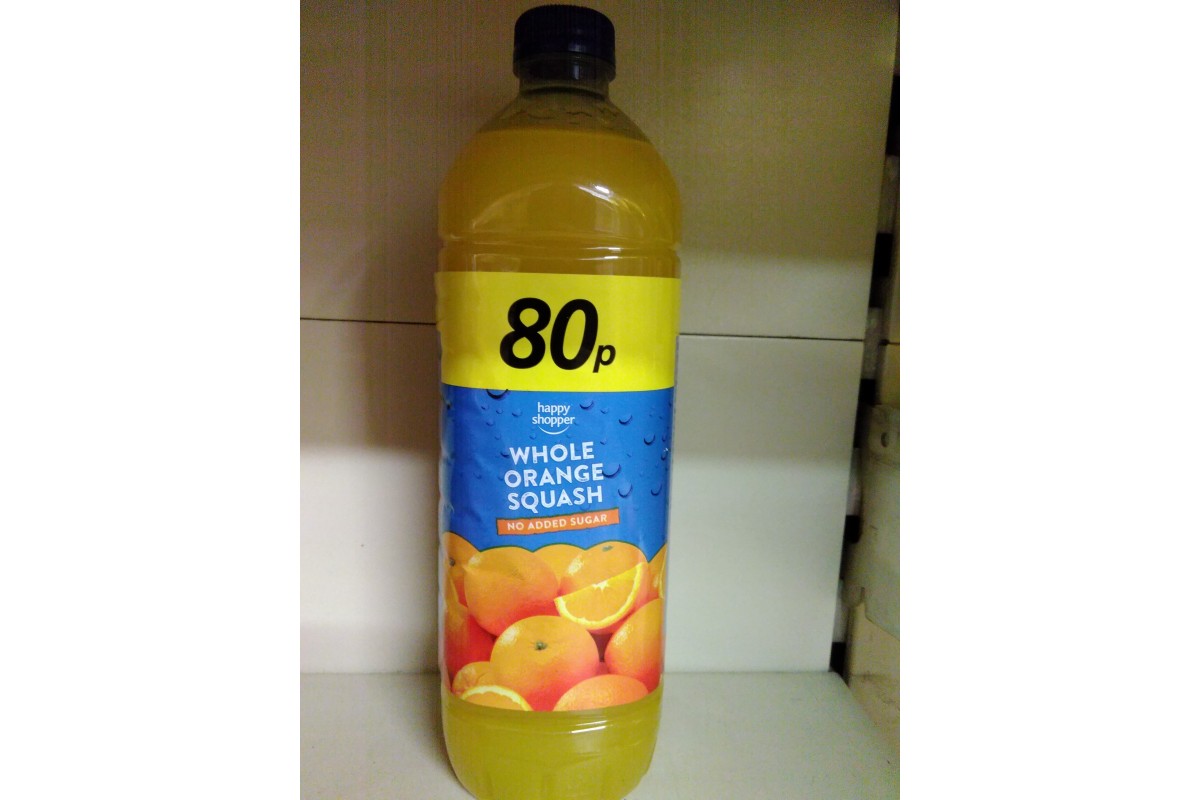 80p
happy
shopper
WHOLE
ORANGE
SQUASH
NO ADDED SUGAR